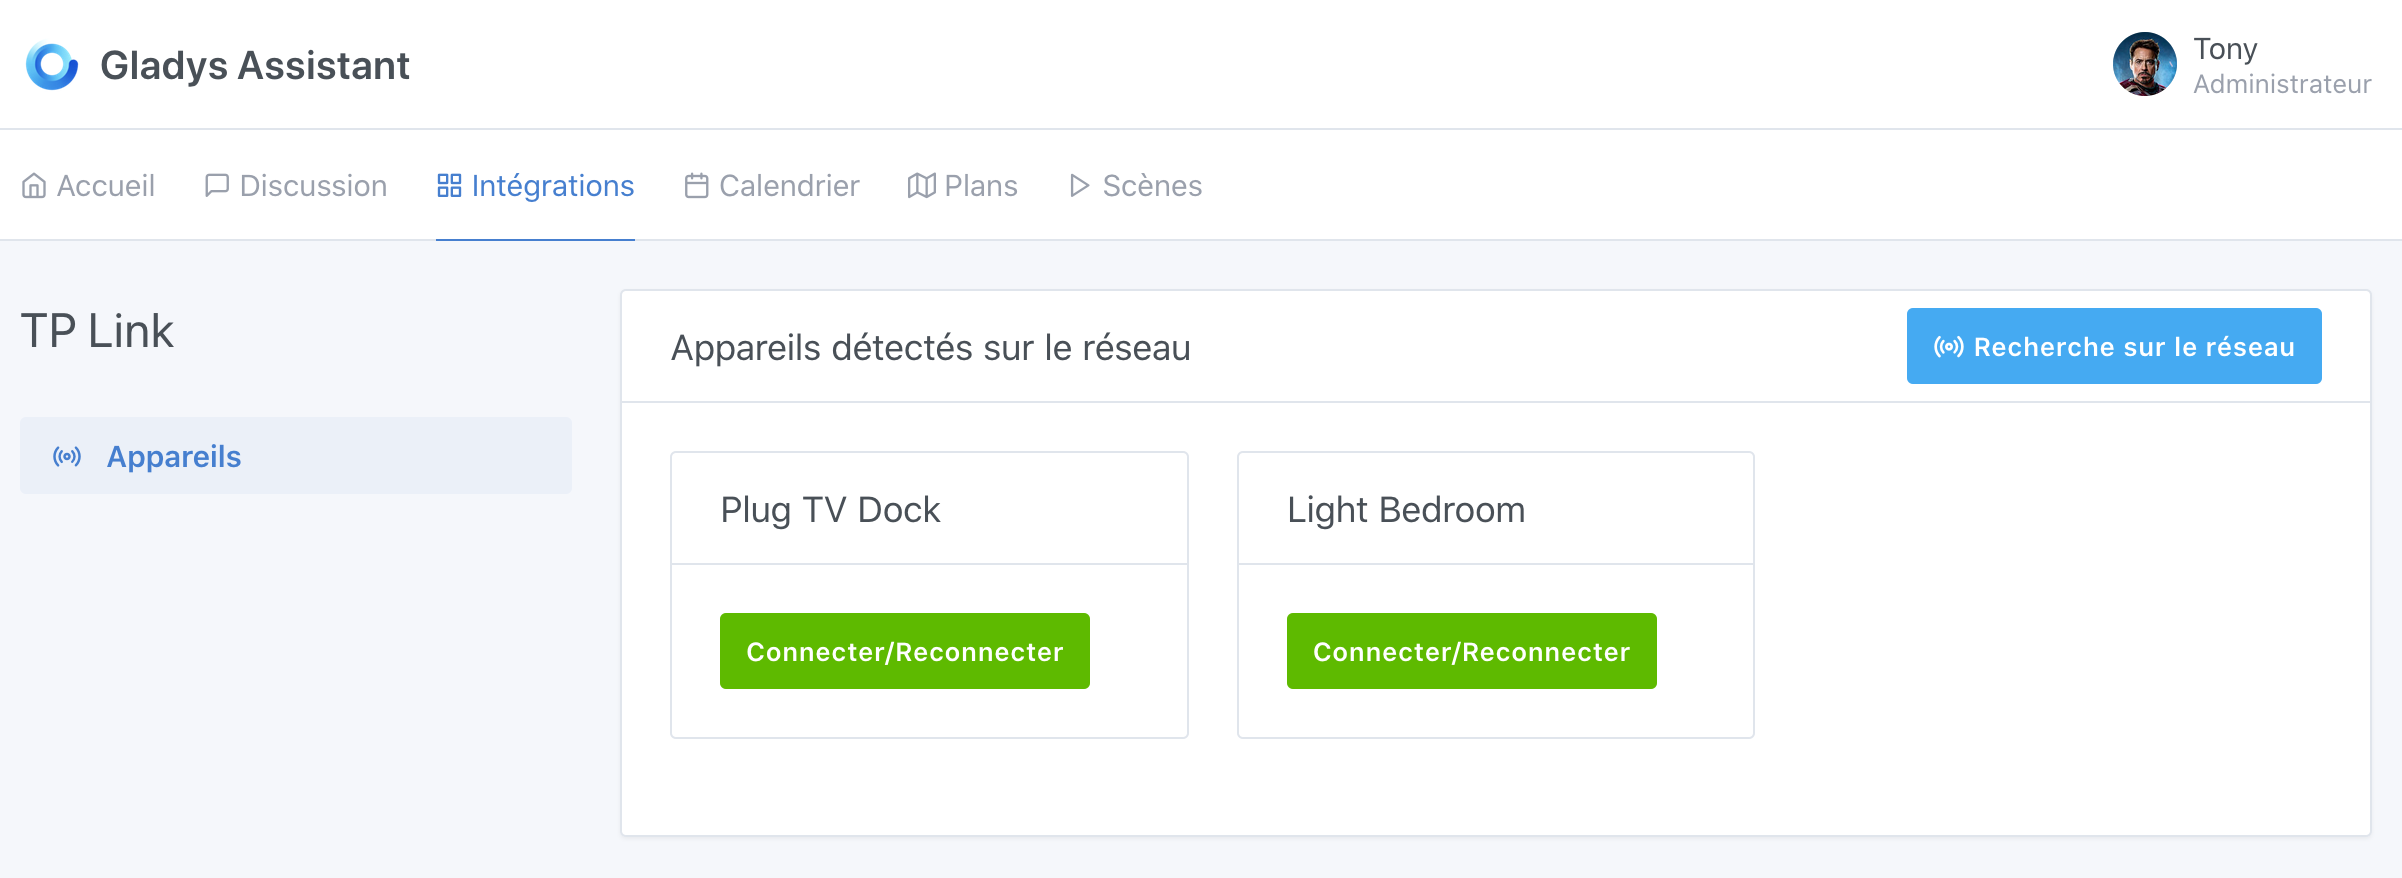 Gladys Assistant
Tony
Administrateur
Accueil Discussion Intégrations Calendrier Plans Scènes
TP Link
Appareils
Appareils détectés sur le réseau
Recherche sur le réseau
Plug TV Dock
Connecter/Reconnecter
Light Bedroom
Connecter/Reconnecter